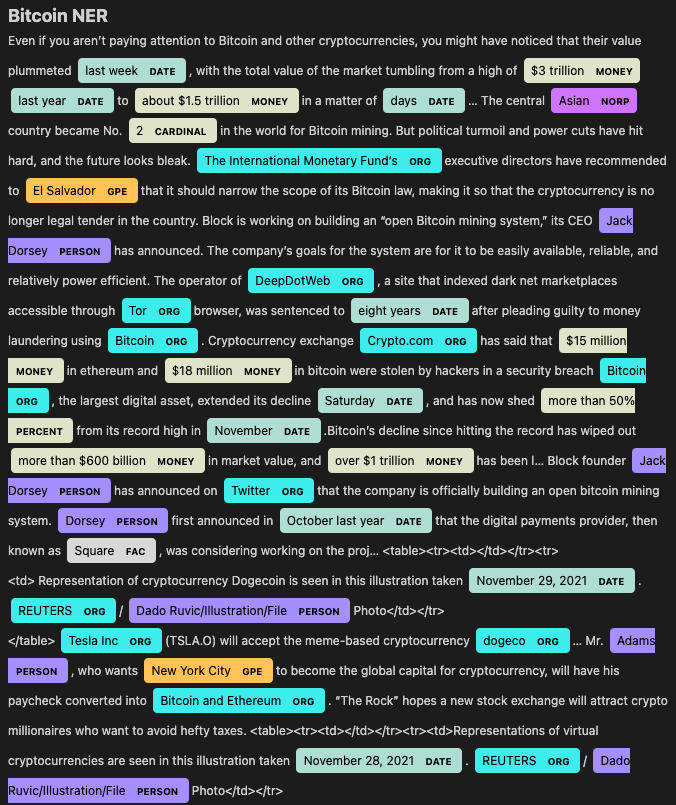 Bitcoin NER
Even if you aren’t paying attention to Bitcoin and other cryptocurrencies, you might have noticed that their value
plummeted last week DATE , with the total value of the market tumbling from a high of $3 trillion MONEY
last year DATE to about $1.5 trillion MONEY in a matter of days DATE … The central Asian NORP
country became No. 2 CARDINAL in the world for Bitcoin mining. But political turmoil and power cuts have hit
hard, and the future looks bleak. The International Monetary Fund’s ORG executive directors have recommended
to El Salvador GPE that it should narrow the scope of its Bitcoin law, making it so that the cryptocurrency is no
longer legal tender in the country. Block is working on building an “open Bitcoin mining system,” its CEO Jack
Dorsey PERSON has announced. The company’s goals for the system are for it to be easily available, reliable, and
relatively power efficient. The operator of DeepDotWeb ORG , a site that indexed dark net marketplaces
accessible through Tor ORG browser, was sentenced to eight years DATE after pleading guilty to money
laundering using Bitcoin ORG . Cryptocurrency exchange Crypto.com ORG has said that $15 million
MONEY in ethereum and $18 million MONEY in bitcoin were stolen by hackers in a security breach Bitcoin
ORG , the largest digital asset, extended its decline Saturday DATE , and has now shed more than 50%
PERCENT from its record high in November DATE .Bitcoin’s decline since hitting the record has wiped out
more than $600 billion MONEY in market value, and over $1 trillion MONEY has been l… Block founder Jack
Dorsey PERSON has announced on Twitter ORG that the company is officially building an open bitcoin mining
system. Dorsey PERSON first announced in October last year DATE that the digital payments provider, then
known as Square FAC , was considering working on the proj… <table><tr><td></td></tr><tr>
<td> Representation of cryptocurrency Dogecoin is seen in this illustration taken November 29, 2021 DATE .
REUTERS ORG / Dado Ruvic/Illustration/File PERSON Photo</td></tr>
</table> Tesla Inc ORG (TSLA.O) will accept the meme-based cryptocurrency dogeco ORG … Mr. Adams
PERSON , who wants New York City GPE to become the global capital for cryptocurrency, will have his
paycheck converted into Bitcoin and Ethereum ORG . “The Rock” hopes a new stock exchange will attract crypto
millionaires who want to avoid hefty taxes. <table><tr><td></td></tr><tr><td>Representations of virtual
cryptocurrencies are seen in this illustration taken November 28, 2021 DATE . REUTERS ORG / Dado
Ruvic/Illustration/File PERSON Photo</td></tr>